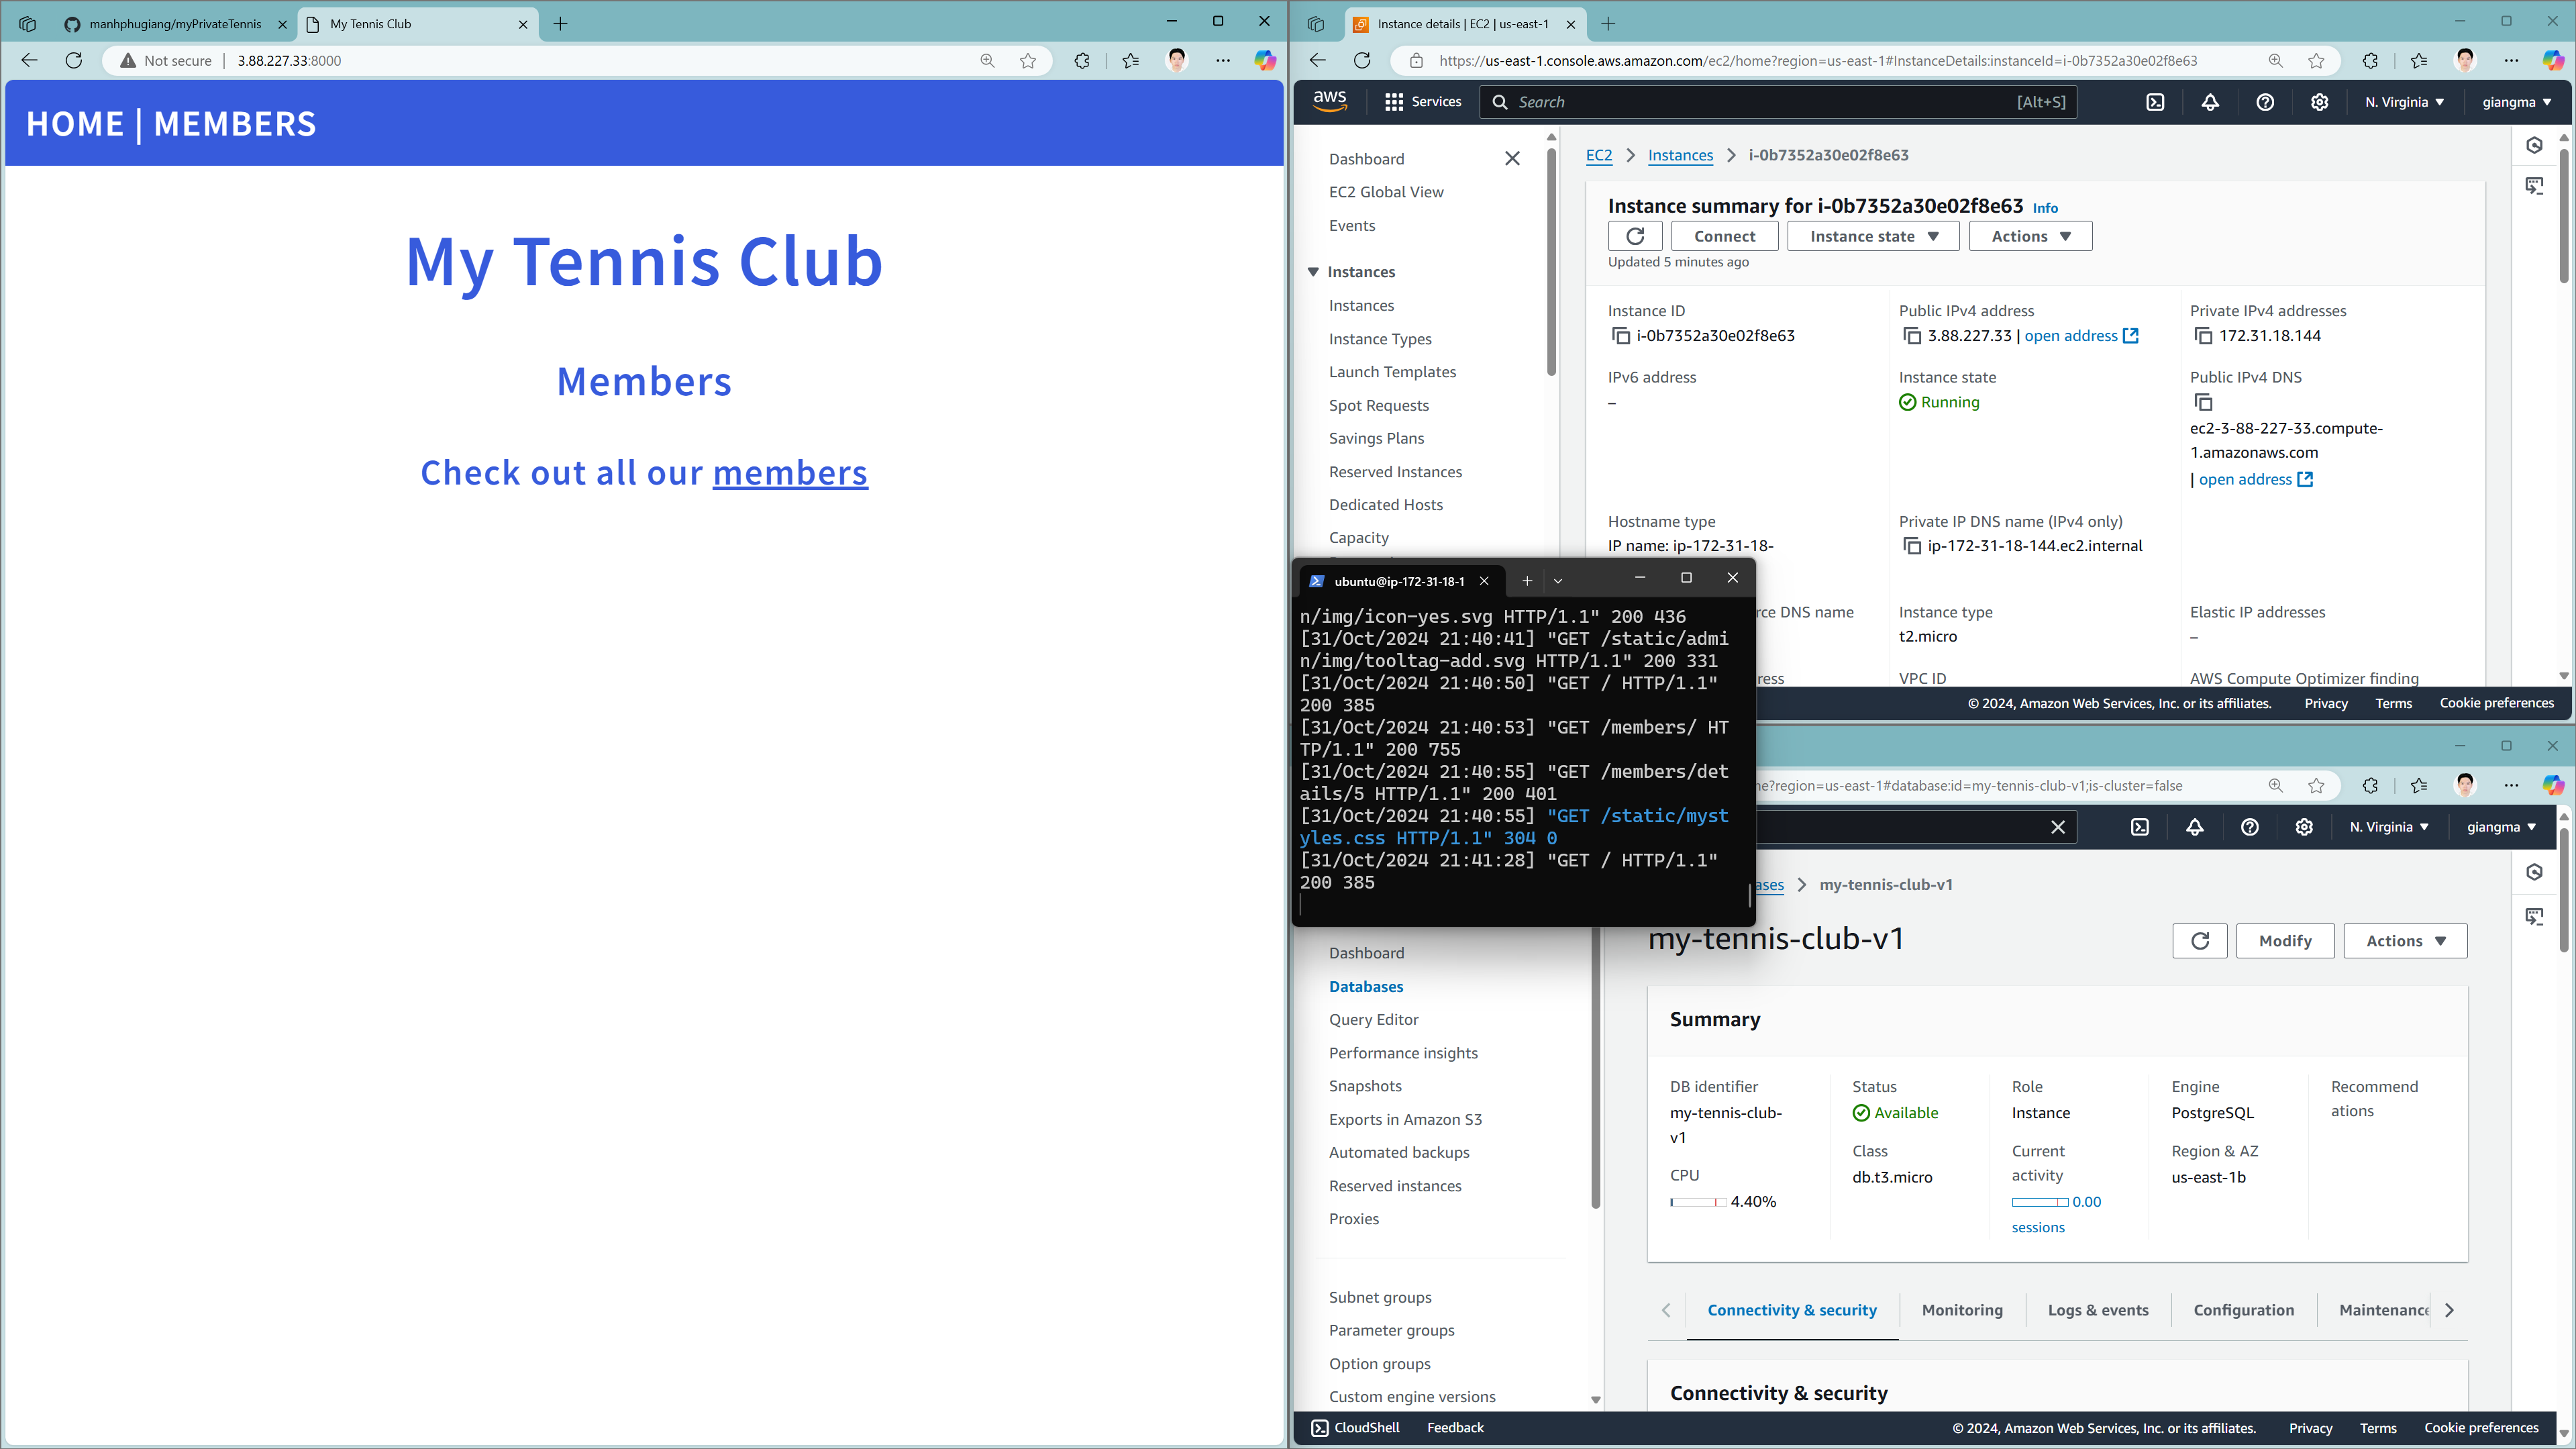 manhphugiang/myPrivateTennis
My Tennis Club
Not secure
3.88.227.33:8000
HOME | MEMBERS
My Tennis Club
Members
Check out all our members
Instance details | EC2 | us-east-1
https://us-east-1.console.aws.amazon.com/ec2/home?region=us-east-1#InstanceDetails:instanceId=i-0b7352a30e02f8e63
aws
Services
Search
[Alt+S]
N. Virginia
giangma
Dashboard
EC2 Global View
Events
Instances
Instances
Instance Types
Launch Templates
Spot Requests
Savings Plans
Reserved Instances
Dedicated Hosts
Capacity
EC2 > Instances > i-0b7352a30e02f8e63
Instance summary for i-0b7352a30e02f8e63 Info
Connect
Instance state
Actions
Updated 5 minutes ago
Instance ID
i-0b7352a30e02f8e63
Public IPv4 address
3.88.227.33 | open address
Private IPv4 addresses
172.31.18.144
IPv6 address
–
Instance state
Running
Public IPv4 DNS
ec2-3-88-227-33.compute-
1.amazonaws.com
| open address
Hostname type
IP name: ip-172-31-18-
Private IP DNS name (IPv4 only)
ip-172-31-18-144.ec2.internal
rce DNS name
Instance type
t2.micro
Elastic IP addresses
–
ress
VPC ID
AWS Compute Optimizer finding
© 2024, Amazon Web Services, Inc. or its affiliates.
Privacy
Terms
Cookie preferences
ubuntu@ip-172-31-18-1
n/img/icon-yes.svg HTTP/1.1" 200 436
[31/Oct/2024 21:40:41] "GET /static/admi
n/img/tooltag-add.svg HTTP/1.1" 200 331
[31/Oct/2024 21:40:50] "GET / HTTP/1.1"
200 385
[31/Oct/2024 21:40:53] "GET /members/ HT
TP/1.1" 200 755
[31/Oct/2024 21:40:55] "GET /members/det
ails/5 HTTP/1.1" 200 401
[31/Oct/2024 21:40:55] "GET /static/myst
yles.css HTTP/1.1" 304 0
[31/Oct/2024 21:41:28] "GET / HTTP/1.1"
200 385
me?region=us-east-1#database:id=my-tennis-club-v1;is-cluster=false
N. Virginia
giangma
ases > my-tennis-club-v1
my-tennis-club-v1
Modify
Actions
Dashboard
Databases
Query Editor
Performance insights
Snapshots
Exports in Amazon S3
Automated backups
Reserved instances
Proxies
Subnet groups
Parameter groups
Option groups
Custom engine versions
Summary
DB identifier
my-tennis-club-
v1
CPU
4.40%
Status
Available
Class
db.t3.micro
Role
Instance
Current
activity
0.00
sessions
Engine
PostgreSQL
Region & AZ
us-east-1b
Recommend
ations
Connectivity & security
Monitoring
Logs & events
Configuration
Maintenance
Connectivity & security
CloudShell
Feedback
© 2024, Amazon Web Services, Inc. or its affiliates.
Privacy
Terms
Cookie preferences